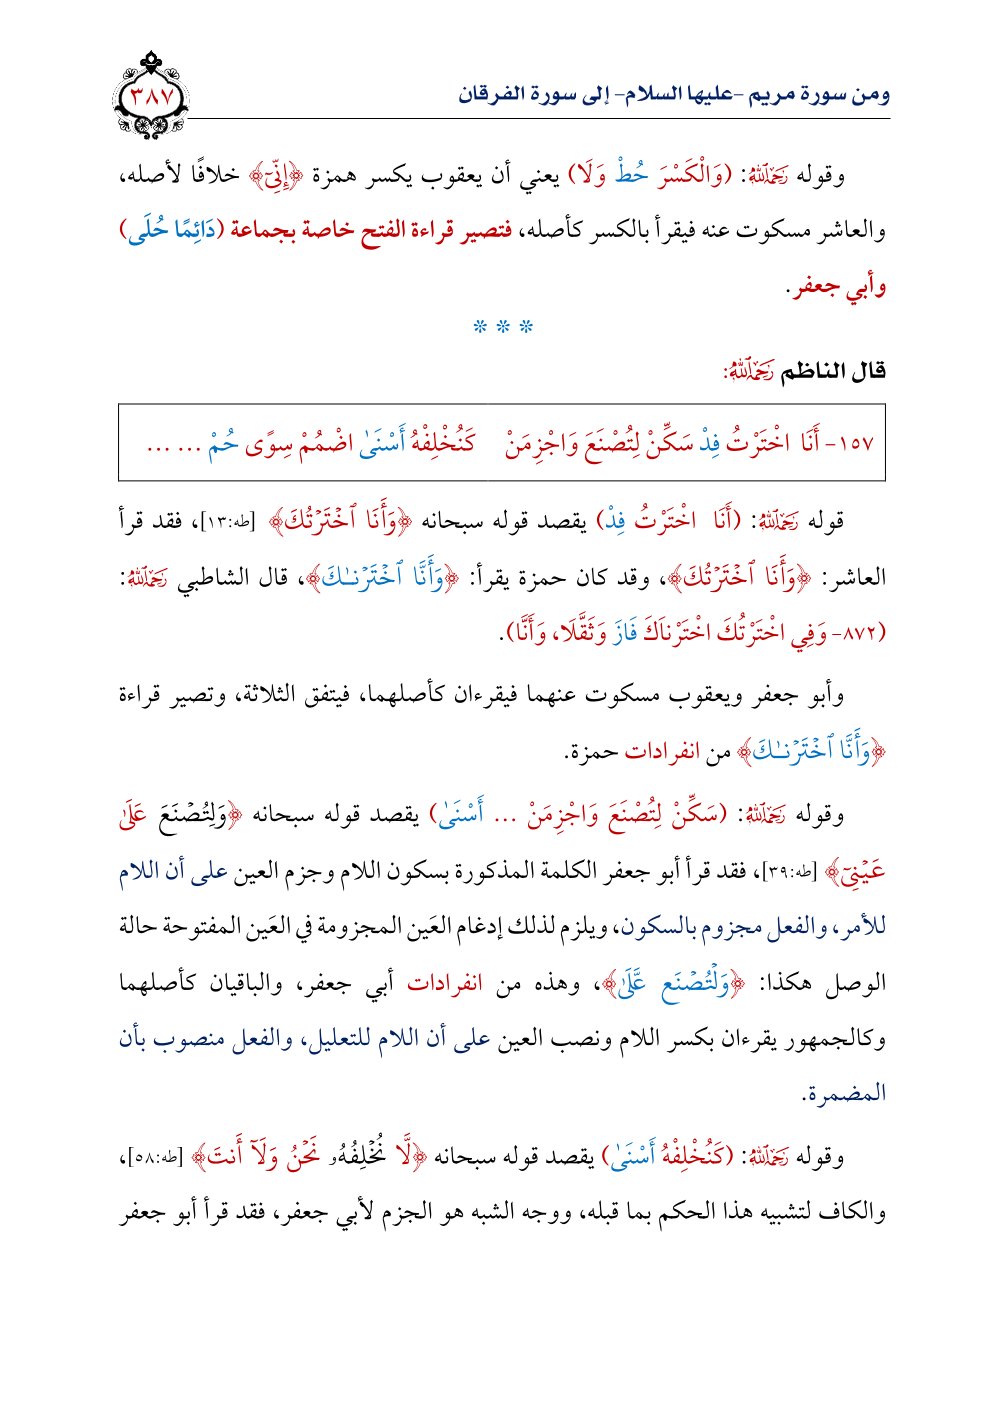 ومن سورة مريم -عليها السلام- إلى سورة الفرقان
٣٨٧
وقوله رَحِمَهُ ٱللَّهُ: (وَالْكَسْرَ حُطْ وَلَا) يعني أن يعقوب يكسر همزة ﴿إِنِّيٓ﴾ خلافًا لأصله،
والعاشر مسكوت عنه فيقرأ بالكسر كأصله، فتصير قراءة الفتح خاصة بجماعة (دَائِمًا حُلَى)
وأبي جعفر.
* * *
قال الناظم رَحِمَهُ ٱللَّهُ:
١٥٧- أَنَا اخْتَرْتُ فِدْ سَكِّنْ لِتُصْنَعَ وَاجْزِمَنْ كَنُخْلِفْهُ أَسْنَىٰ اضْمُمْ سِوًى حُمْ ... ...
قوله رَحِمَهُ ٱللَّهُ: (أَنَا اخْتَرْتُ فِدْ) يقصد قوله سبحانه ﴿وَأَنَا ٱخْتَرْتُكَ﴾ [طه:١٣]، فقد قرأ
العاشر: ﴿وَأَنَا ٱخْتَرْتُكَ﴾، وقد كان حمزة يقرأ: ﴿وَأَنَّا ٱخْتَرْنَـٰكَ﴾، قال الشاطبي رَحِمَهُ ٱللَّهُ:
(٨٧٢- وَفِي اخْتَرْتُكَ اخْتَرْناَكَ فَازَ وَثَقَّلَا، وَأَنَّا).
وأبو جعفر ويعقوب مسكوت عنهما فيقرءان كأصلهما، فيتفق الثلاثة، وتصير قراءة
﴿وَأَنَّا ٱخْتَرْنَـٰكَ﴾ من انفرادات حمزة.
وقوله رَحِمَهُ ٱللَّهُ: (سَكِّنْ لِتُصْنَعَ وَاجْزِمَنْ ... أَسْنَىٰ) يقصد قوله سبحانه ﴿وَلِتُصْنَعَ عَلَىٰ
عَيْنِيٓ﴾ [طه:٣٩]، فقد قرأ أبو جعفر الكلمة المذكورة بسكون اللام وجزم العين على أن اللام
للأمر، والفعل مجزوم بالسكون، ويلزم لذلك إدغام العَين المجزومة في العَين المفتوحة حالة
الوصل هكذا: ﴿وَلْتُصْنَع عَّلَىٰ﴾، وهذه من انفرادات أبي جعفر، والباقيان كأصلهما
وكالجمهور يقرءان بكسر اللام ونصب العين على أن اللام للتعليل، والفعل منصوب بأن
المضمرة.
وقوله رَحِمَهُ ٱللَّهُ: (كَنُخْلِفْهُ أَسْنَىٰ) يقصد قوله سبحانه ﴿لَّا نُخْلِفُهُۥ نَحْنُ وَلَآ أَنتَ﴾ [طه:٥٨]،
والكاف لتشبيه هذا الحكم بما قبله، ووجه الشبه هو الجزم لأبي جعفر، فقد قرأ أبو جعفر